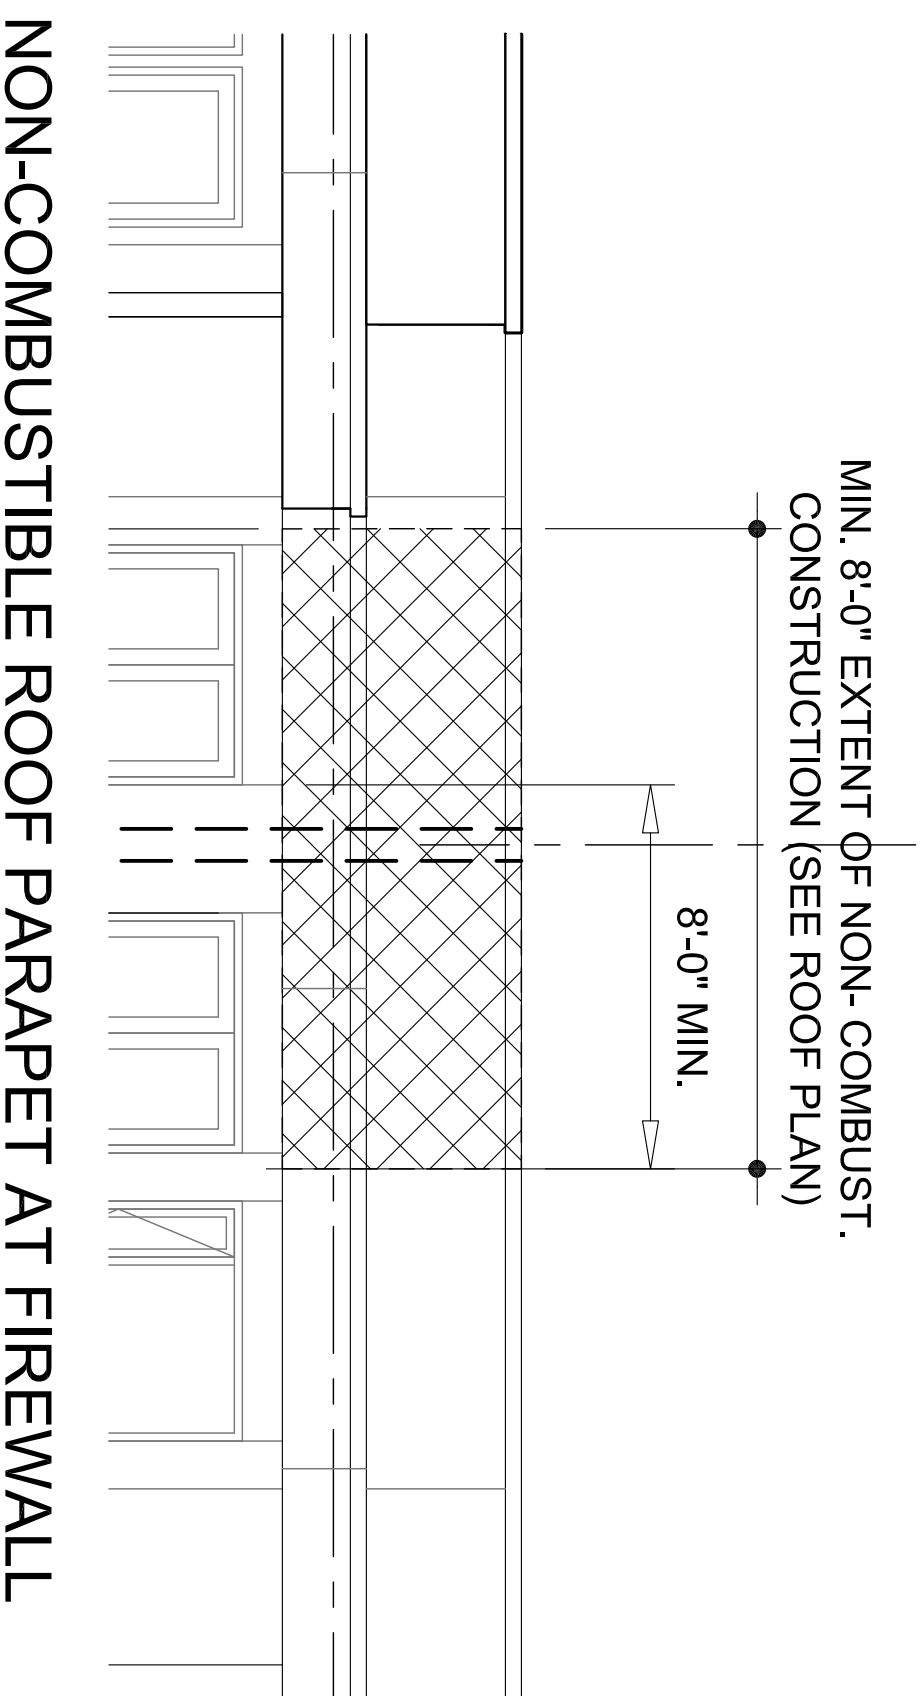 MIN. 8'-0" EXTENT OF NON- COMBUST.
CONSTRUCTION (SEE ROOF PLAN)
8'-0" MIN.
NON-COMBUSTIBLE ROOF PARAPET AT FIREWALL